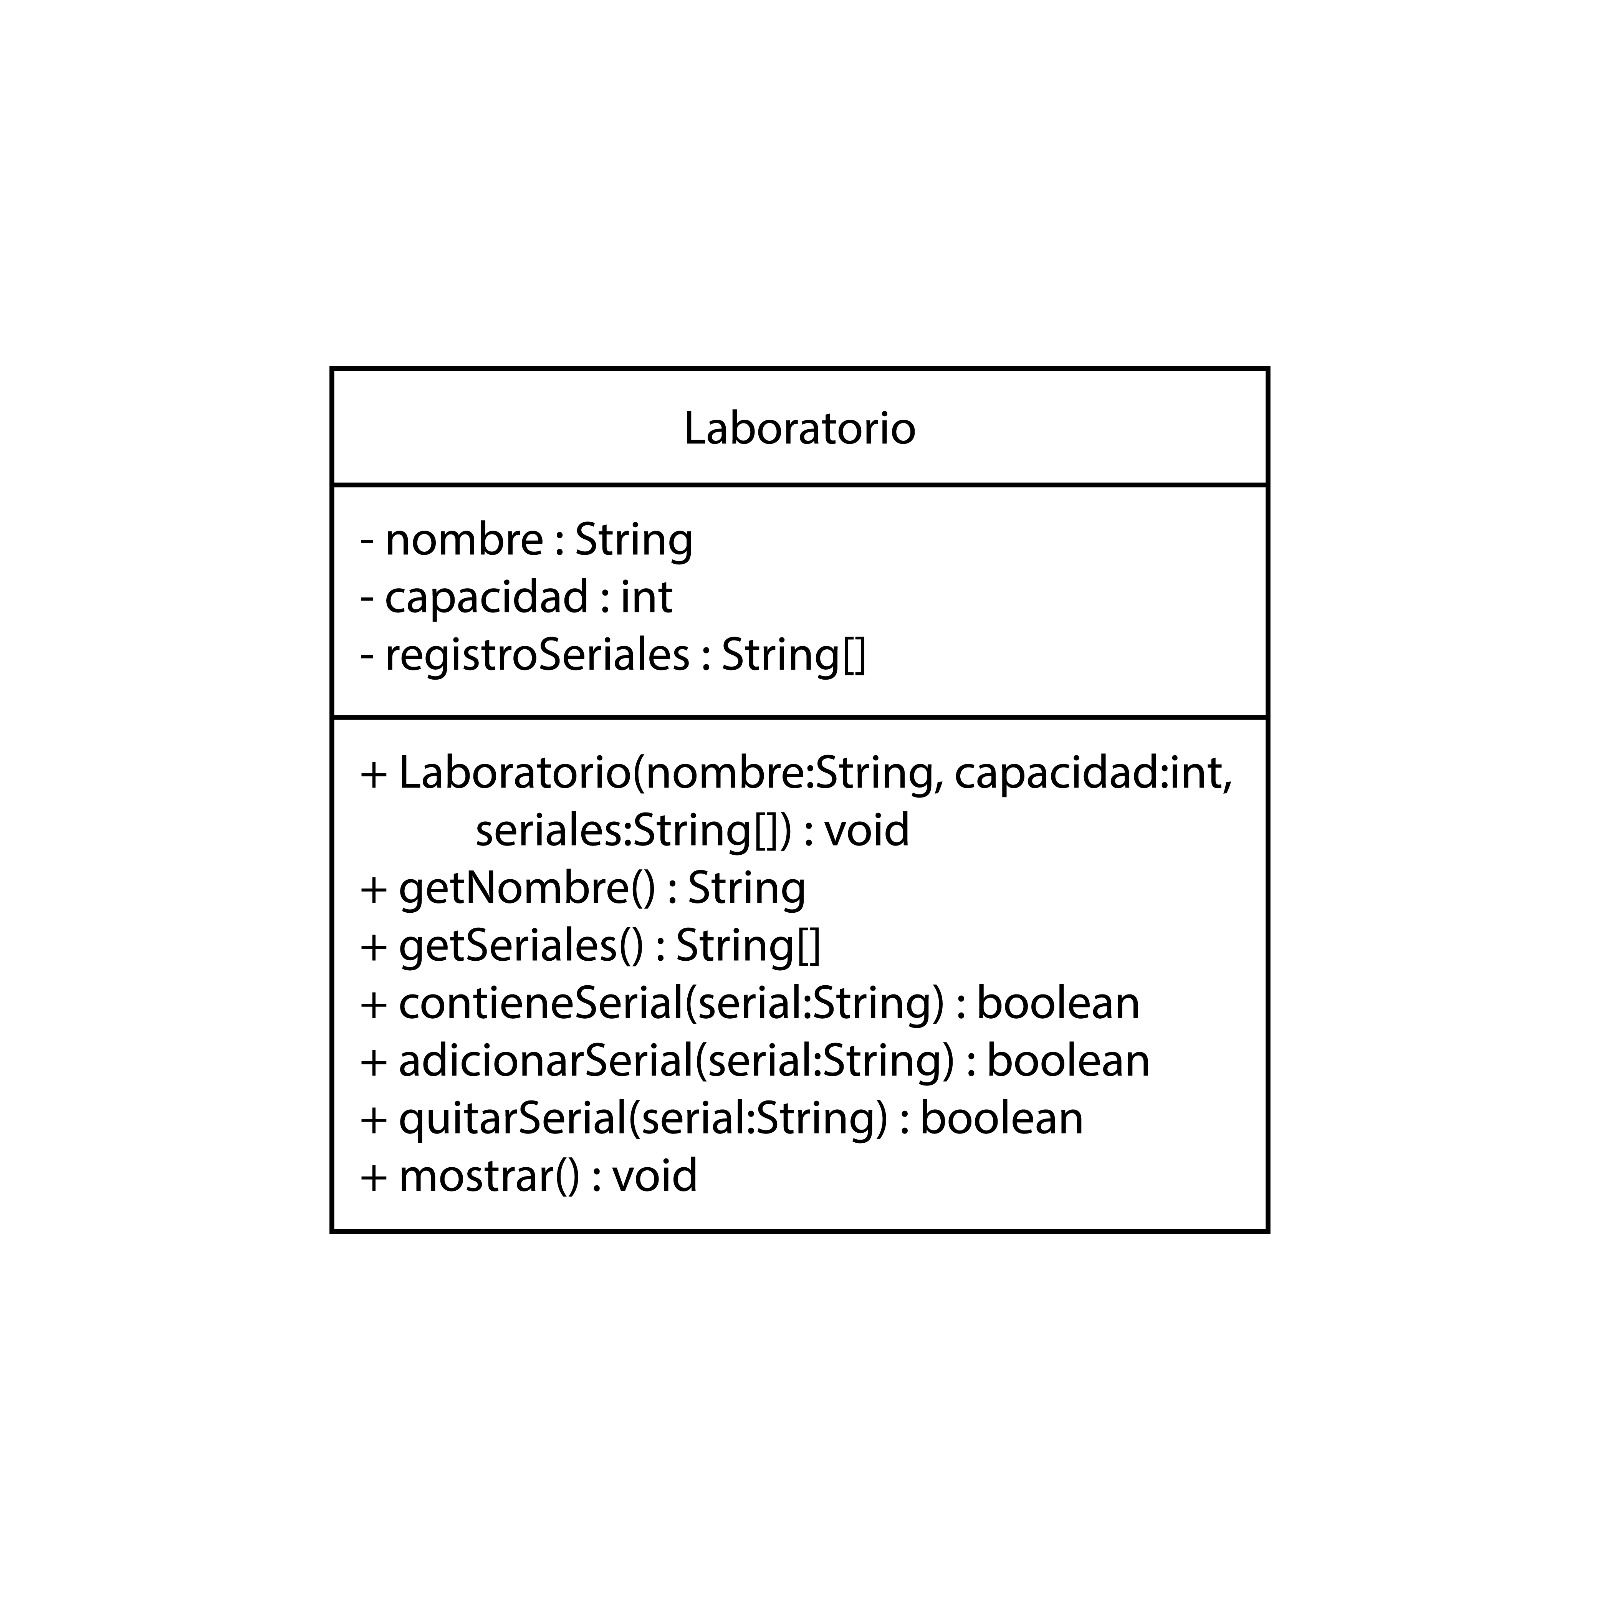 Laboratorio
- nombre : String
- capacidad : int
- registroSeriales : String[]
+ Laboratorio(nombre:String, capacidad:int,
seriales:String[]) : void
+ getNombre() : String
+ getSeriales() : String[]
+ contieneSerial(serial:String) : boolean
+ adicionarSerial(serial:String) : boolean
+ quitarSerial(serial:String) : boolean
+ mostrar() : void